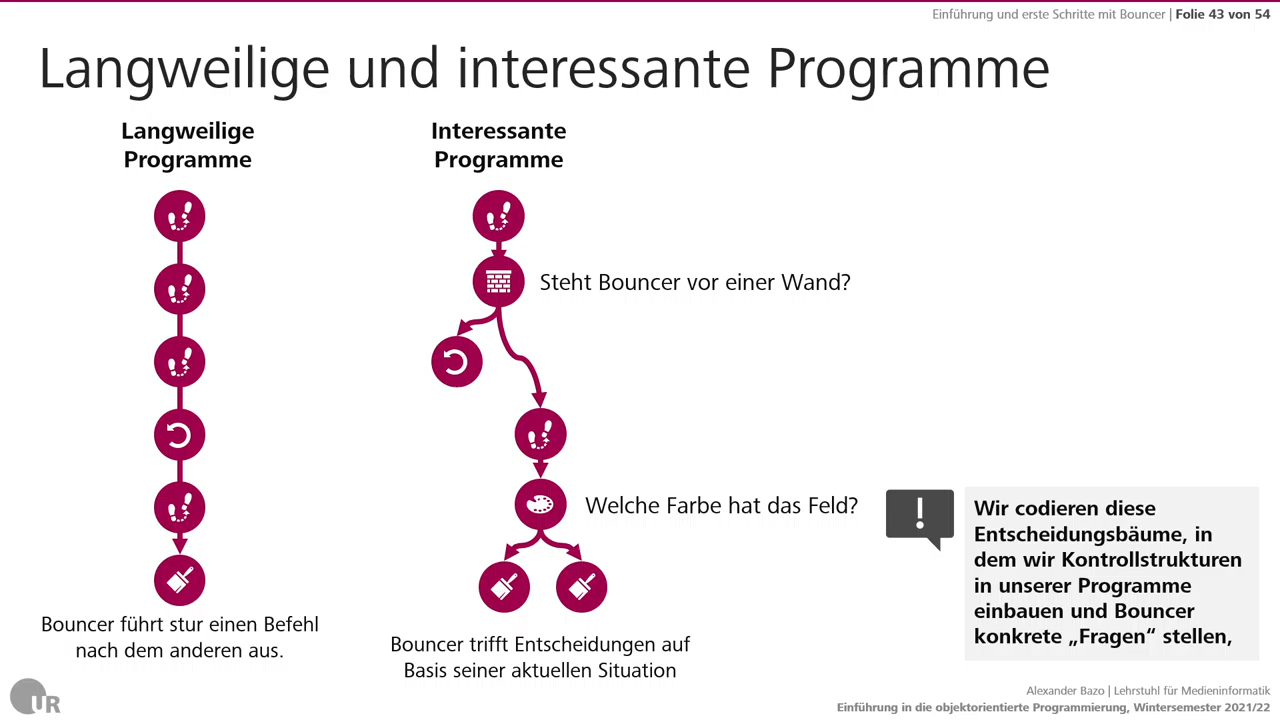 Einführung und erste Schritte mit Bouncer | Folie 43 von 54
Langweilige und interessante Programme
Langweilige
Programme
Interessante
Programme
Steht Bouncer vor einer Wand?
Welche Farbe hat das Feld?
Bouncer führt stur einen Befehl
nach dem anderen aus.
Bouncer trifft Entscheidungen auf
Basis seiner aktuellen Situation
!
Wir codieren diese
Entscheidungsbäume, in
dem wir Kontrollstrukturen
in unserer Programme
einbauen und Bouncer
konkrete „Fragen“ stellen,
UR
Alexander Bazo | Lehrstuhl für Medieninformatik
Einführung in die objektorientierte Programmierung, Wintersemester 2021/22